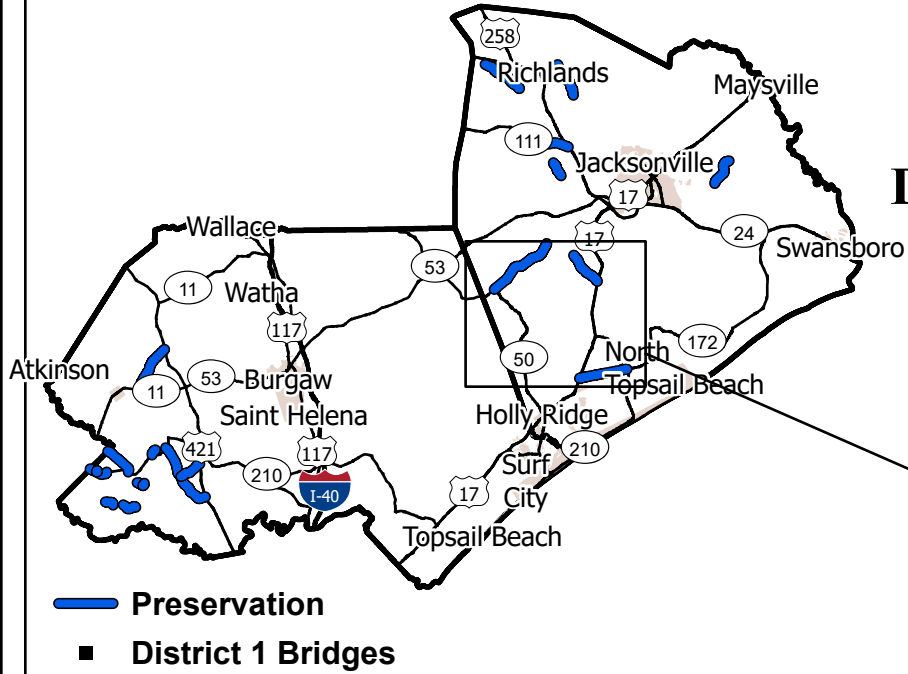 258
Richlands
Maysville
111
Jacksonville
17
17
24
Swansboro
Wallace
53
11
Watha
117
50
172
North
Topsail Beach
Atkinson
11
53
Burgaw
Saint Helena
Holly Ridge
421
117
210
210
I-40
17
Surf
City
Topsail Beach
Preservation
District 1 Bridges